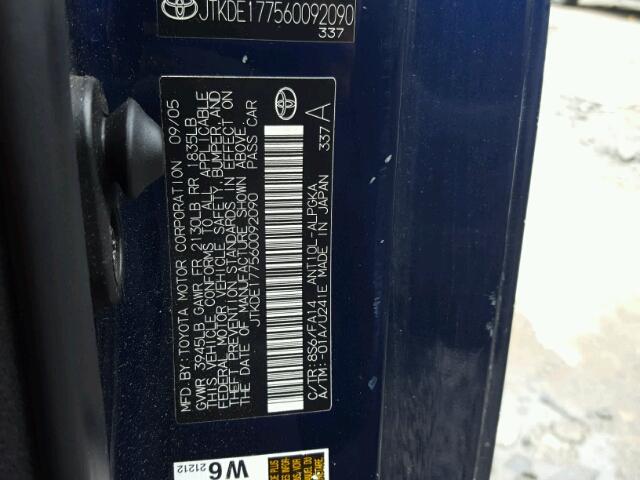 JTKDE177560092090
337
MFD.BY: TOYOTA MOTOR CORPORATION 09/05
GVWR 3945LB GAWR FR 2130LB RR 1835LB
THIS VEHICLE CONFORMS TO ALL APPLICABLE
FEDERAL MOTOR VEHICLE SAFETY, BUMPER, AND
THEFT PREVENTION STANDARDS IN EFFECT ON
THE DATE OF MANUFACTURE SHOWN ABOVE.
JTKDE177560092090 PASS CAR
C/TR: 8S6/FA14 ANT10L-ALPGKA
A/TM: -01A/U241E MADE IN JAPAN
337 A
W6
21212